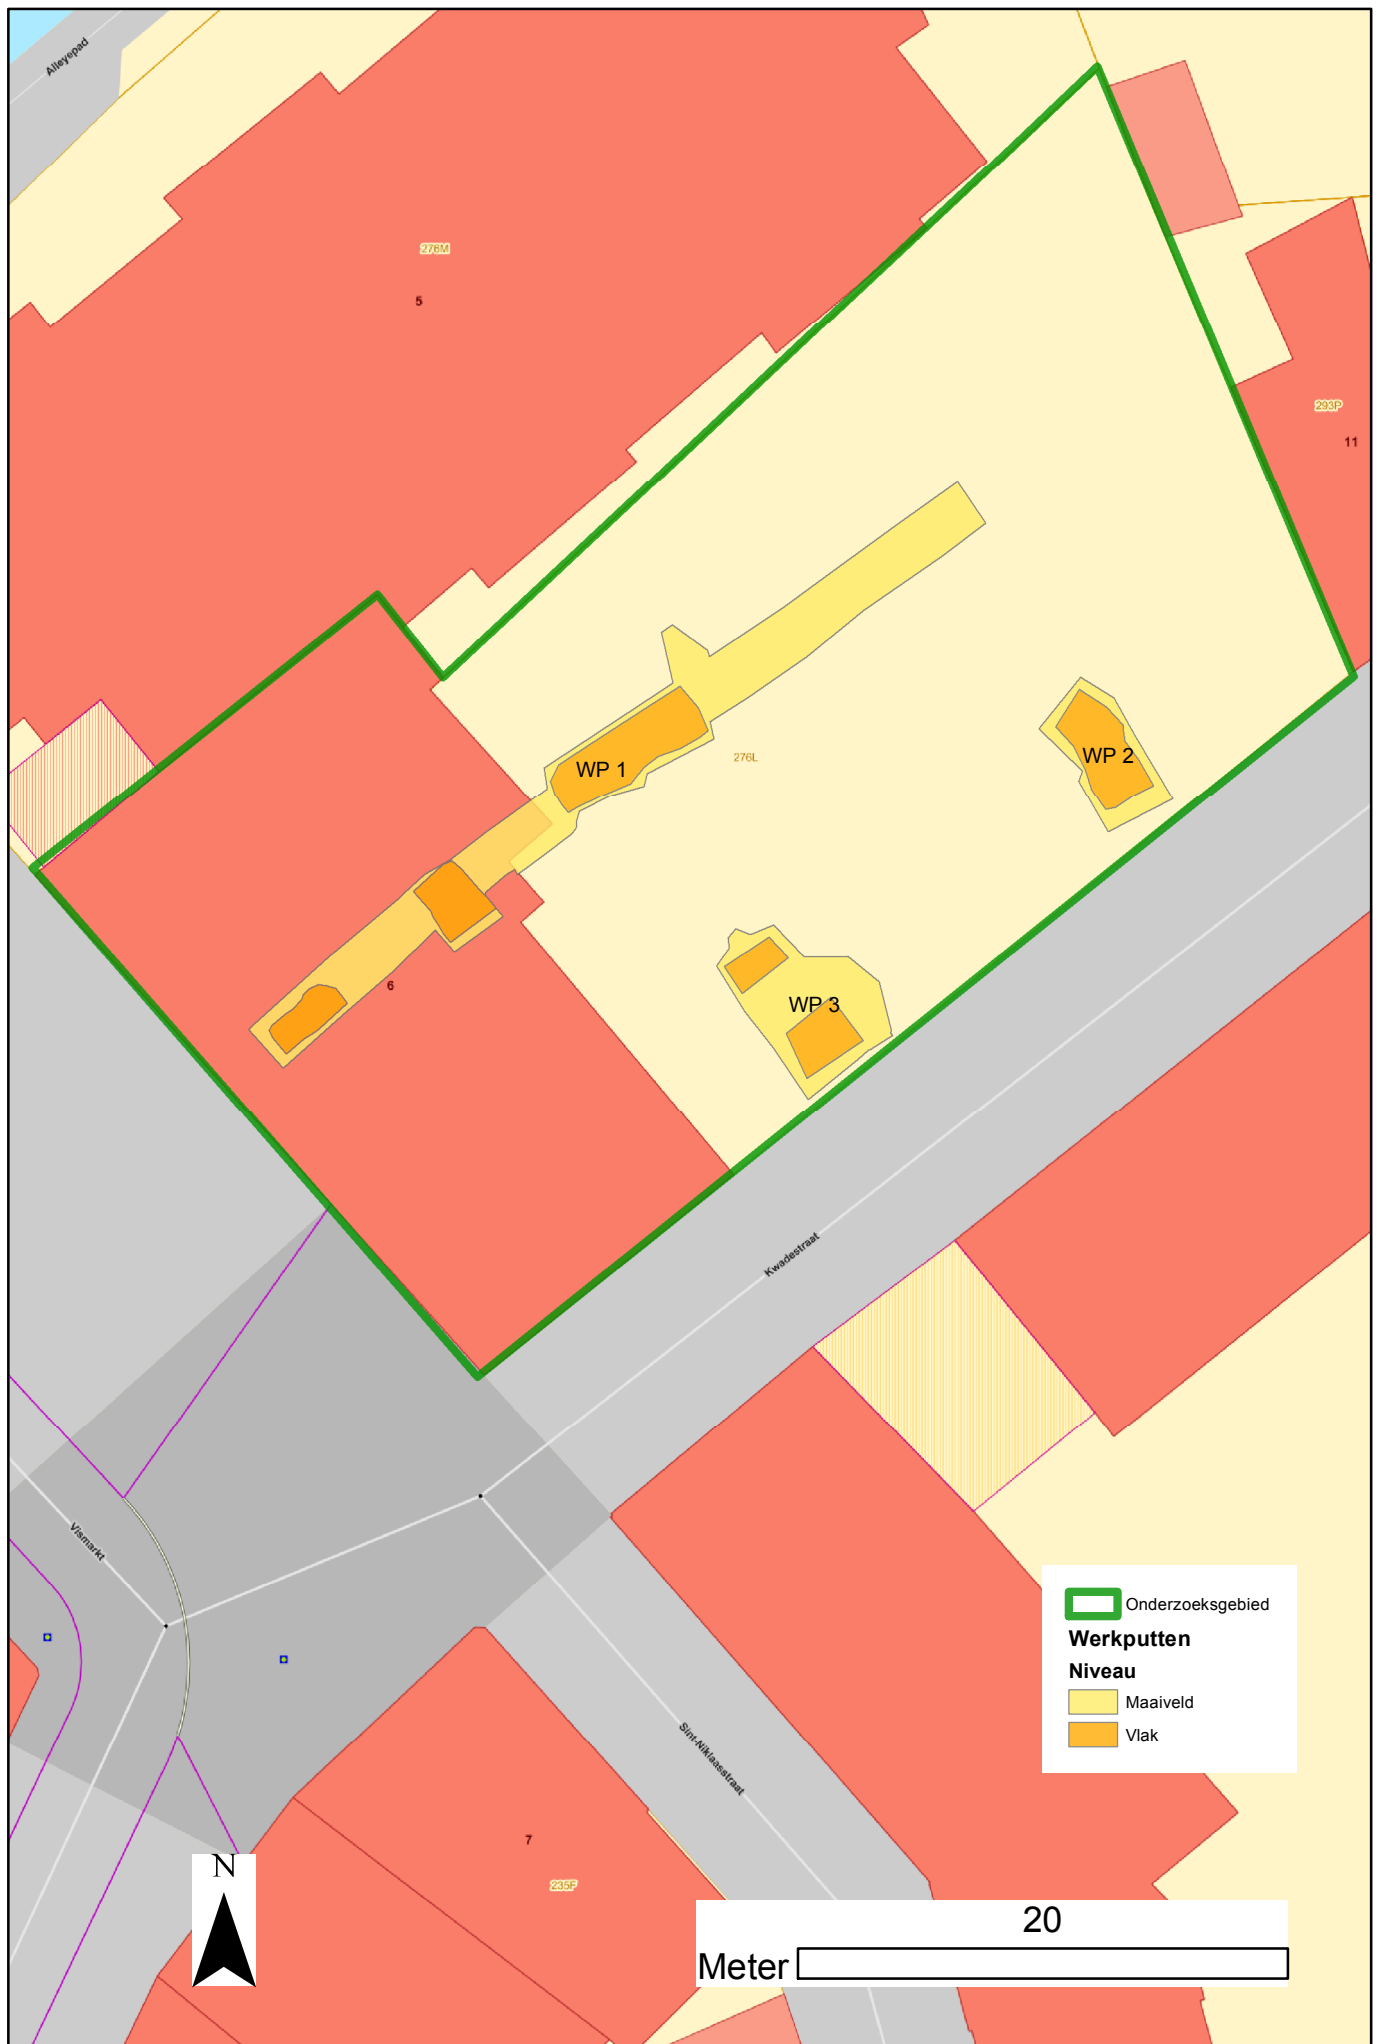 Alleyepad
276M
5
293P
11
WP 1
276L
WP 2
6
WP 3
Kwadestraat
Vismarkt
Onderzoeksgebied
Werkputten
Niveau
Maaiveld
Vlak
Sint-Niklaasstraat
7
235F
N
20
Meter